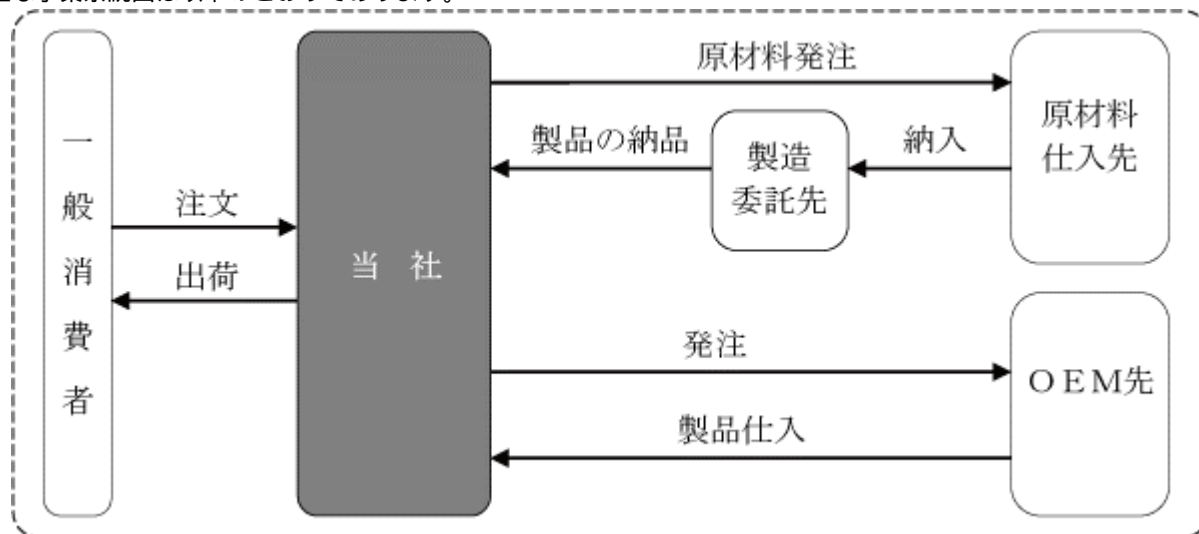 事業系統図は以下のとおりであります。
一般消費者
注文
出荷
当 社
原材料発注
製品の納品
製造
委託先
納入
原材料
仕入先
発注
製品仕入
ＯＥＭ先